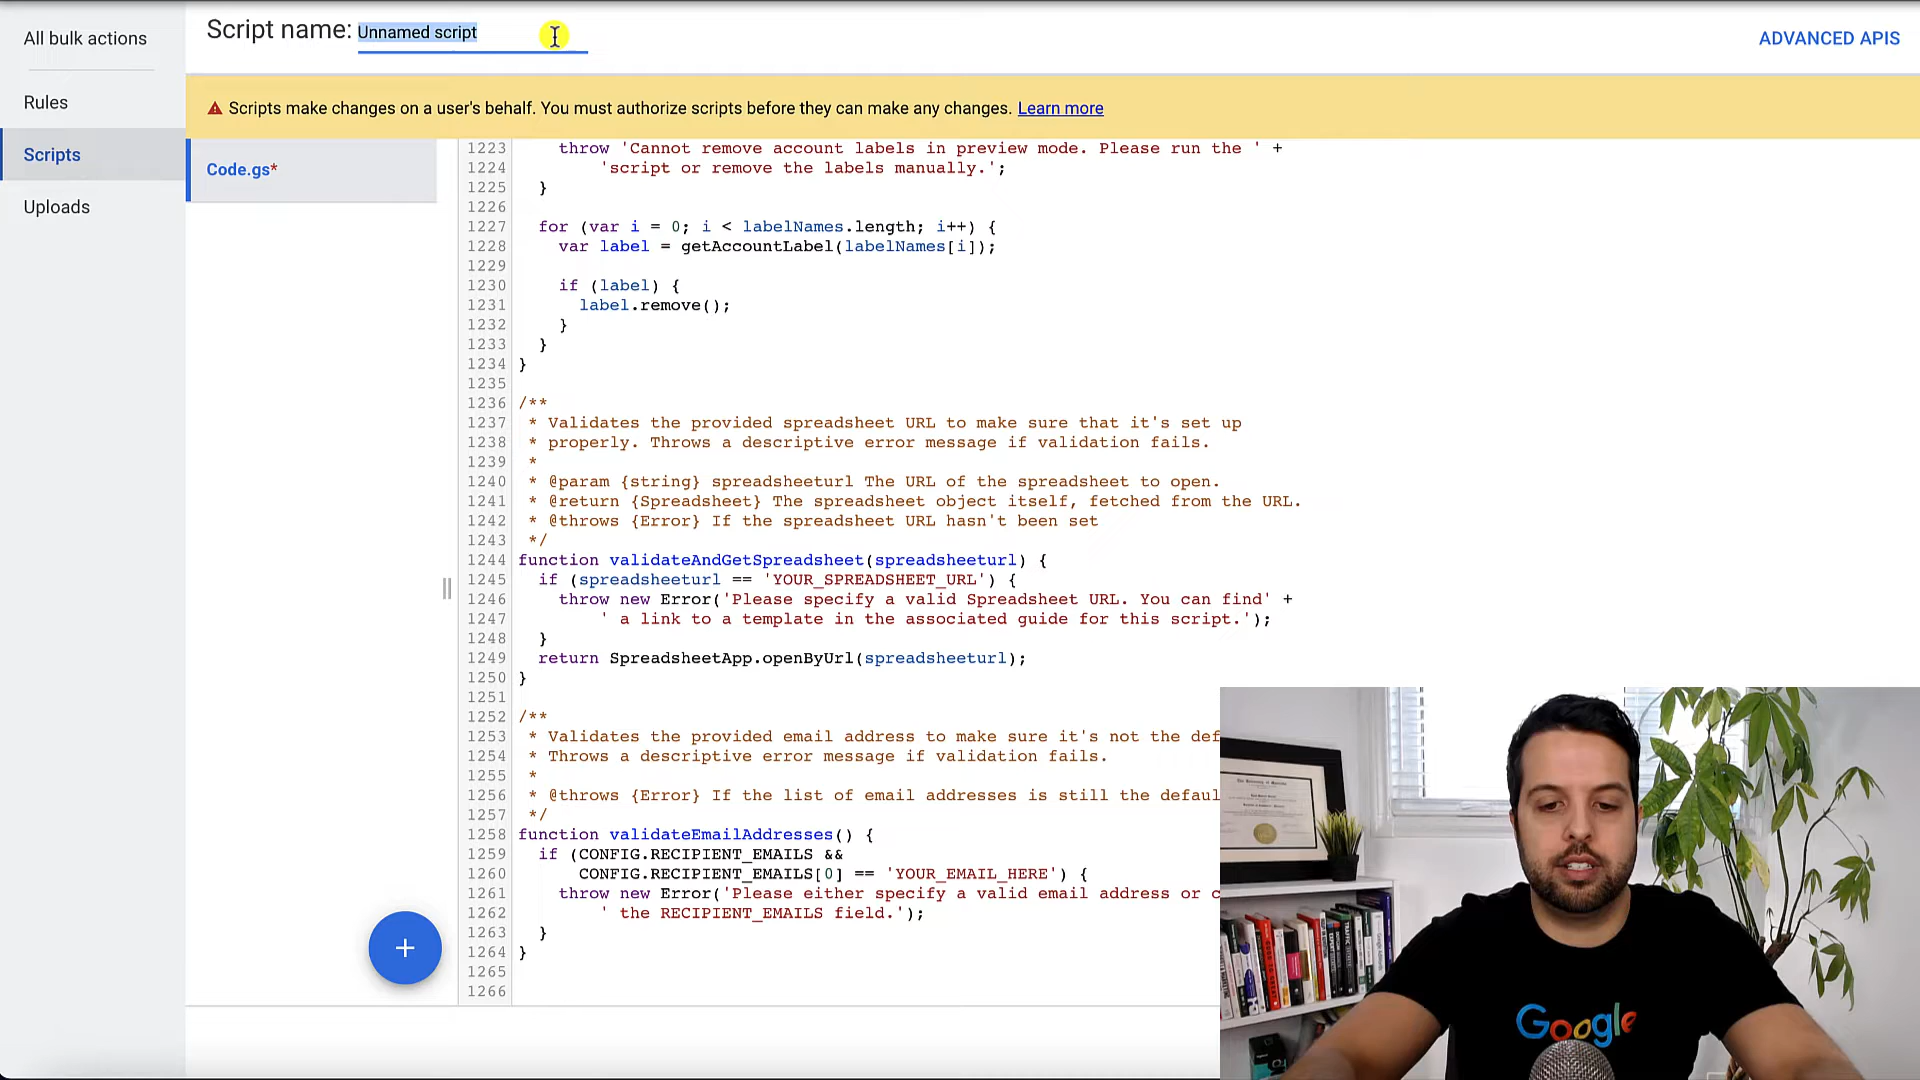 All bulk actions
Rules
Scripts
Uploads
Script name: Unnamed script
ADVANCED APIS
Scripts make changes on a user's behalf. You must authorize scripts before they can make any changes. Learn more
Code.gs*
1223 throw 'Cannot remove account labels in preview mode. Please run the ' +
1224 'script or remove the labels manually.';
1225 }
1226
1227 for (var i = 0; i < labelNames.length; i++) {
1228 var label = getAccountLabel(labelNames[i]);
1229
1230 if (label) {
1231 label.remove();
1232 }
1233 }
1234 }
1235
1236 /**
1237 * Validates the provided spreadsheet URL to make sure that it's set up
1238 * properly. Throws a descriptive error message if validation fails.
1239 *
1240 * @param {string} spreadsheeturl The URL of the spreadsheet to open.
1241 * @return {Spreadsheet} The spreadsheet object itself, fetched from the URL.
1242 * @throws {Error} If the spreadsheet URL hasn't been set
1243 */
1244 function validateAndGetSpreadsheet(spreadsheeturl) {
1245 if (spreadsheeturl == 'YOUR_SPREADSHEET_URL') {
1246 throw new Error('Please specify a valid Spreadsheet URL. You can find' +
1247 ' a link to a template in the associated guide for this script.');
1248 }
1249 return SpreadsheetApp.openByUrl(spreadsheeturl);
1250 }
1251
1252 /**
1253 * Validates the provided email address to make sure it's not the def
1254 * Throws a descriptive error message if validation fails.
1255 *
1256 * @throws {Error} If the list of email addresses is still the defaul
1257 */
1258 function validateEmailAddresses() {
1259 if (CONFIG.RECIPIENT_EMAILS &&
1260 CONFIG.RECIPIENT_EMAILS[0] == 'YOUR_EMAIL_HERE') {
1261 throw new Error('Please either specify a valid email address or c
1262 ' the RECIPIENT_EMAILS field.');
1263 }
1264 }
1265
1266
Google